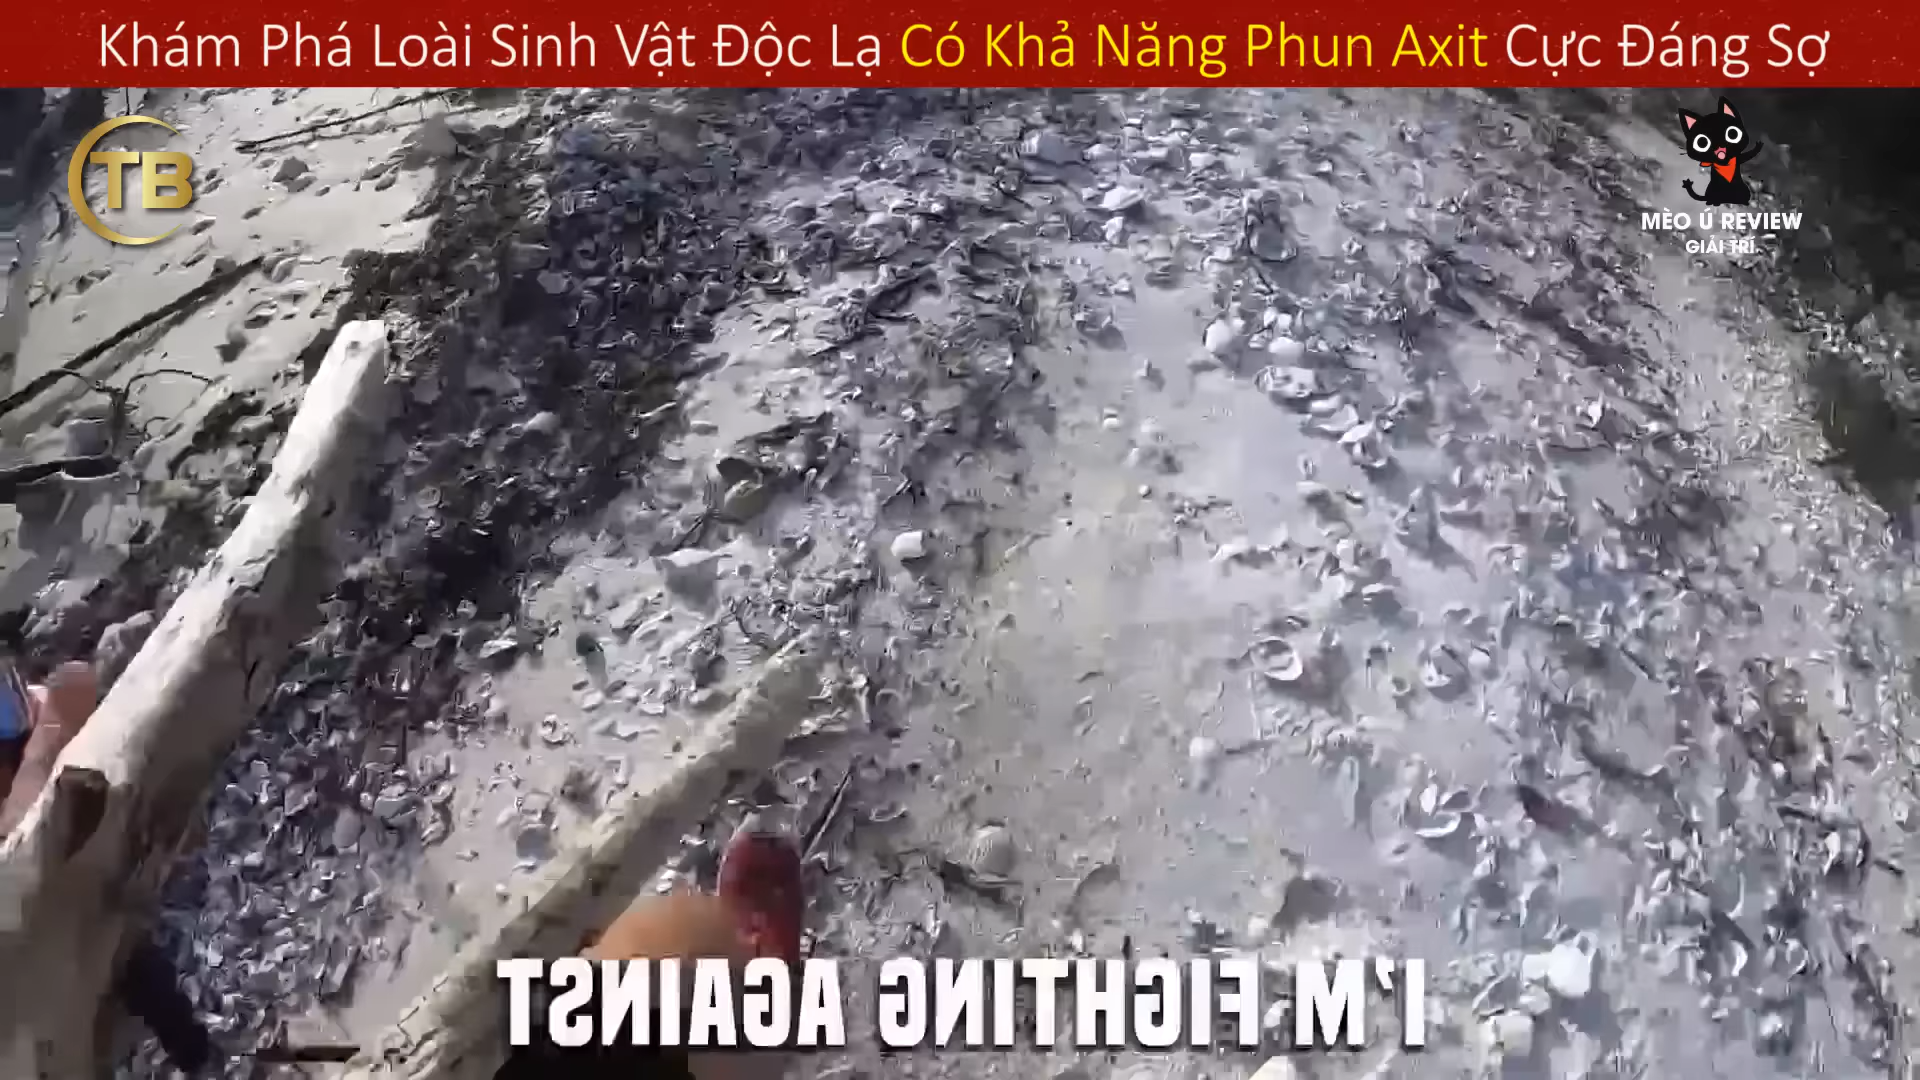 Khám Phá Loài Sinh Vật Độc Lạ Có Khả Năng Phun Axit Cực Đáng Sợ
TB
MÈO Ú REVIEW
GIẢI TRÍ
I'M FIGHTING AGAINST